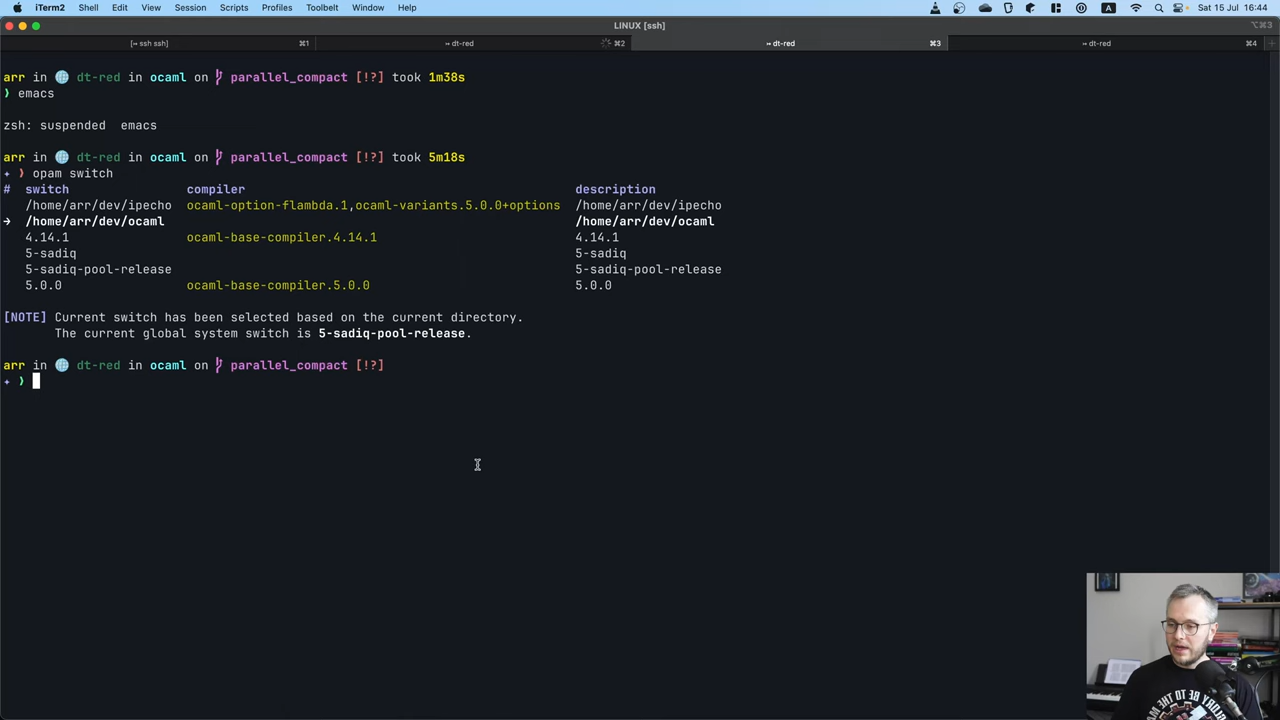 iTerm2 Shell Edit View Session Scripts Profiles Toolbelt Window Help A Sat 15 Jul 16:44
LINUX [ssh] ⌥⌘3
[↔ ssh ssh] ⌘1 ↔ dt-red ⌘2 ↔ dt-red ⌘3 ↔ dt-red ⌘4
arr in 🌐 dt-red in ocaml on parallel_compact [!?] took 1m38s
❯ emacs
zsh: suspended emacs
arr in 🌐 dt-red in ocaml on parallel_compact [!?] took 5m18s
✦ ❯ opam switch
# switch compiler description
/home/arr/dev/ipecho ocaml-option-flambda.1,ocaml-variants.5.0.0+options /home/arr/dev/ipecho
→ /home/arr/dev/ocaml /home/arr/dev/ocaml
4.14.1 ocaml-base-compiler.4.14.1 4.14.1
5-sadiq 5-sadiq
5-sadiq-pool-release 5-sadiq-pool-release
5.0.0 ocaml-base-compiler.5.0.0 5.0.0
[NOTE] Current switch has been selected based on the current directory.
The current global system switch is 5-sadiq-pool-release.
arr in 🌐 dt-red in ocaml on parallel_compact [!?]
✦ ❯